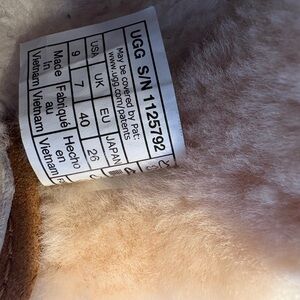 UGG S/N 1125792
May be covered by Pat:
www.ugg.com/patents
USA UK EU JAPAN
9 7 40 26
Made Fabriqué Hecho
in au en
Vietnam Vietnam Vietnam